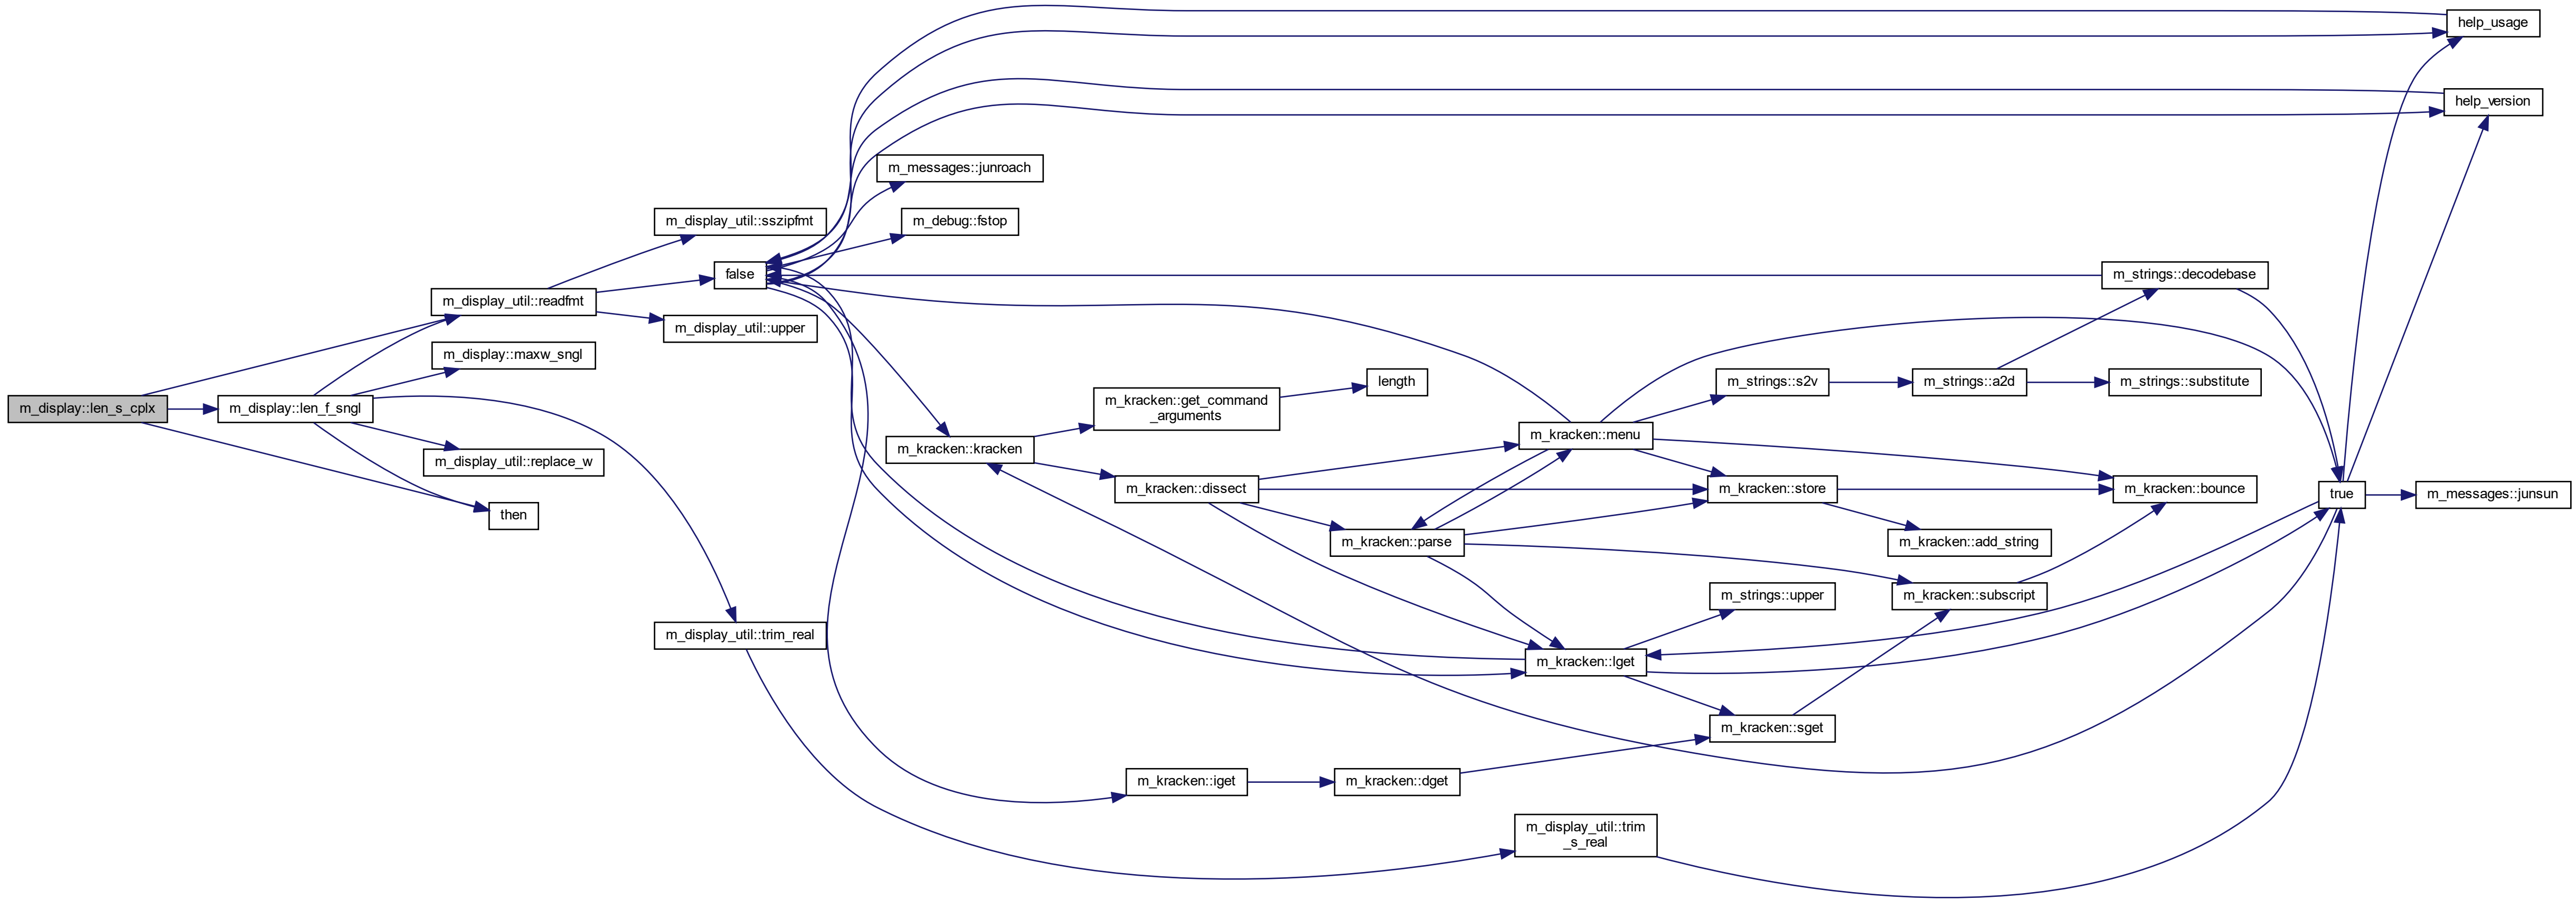 help_usage
help_version
m_messages::junroach
m_display_util::sszipfmt
m_debug::fstop
false
m_strings::decodebase
m_display_util::readfmt
m_display_util::upper
m_display::maxw_sngl
length
m_strings::s2v
m_strings::a2d
m_strings::substitute
m_display::len_s_cplx
m_display::len_f_sngl
m_kracken::get_command
_arguments
m_kracken::menu
m_kracken::kracken
m_display_util::replace_w
m_kracken::dissect
m_kracken::store
m_kracken::bounce
true
m_messages::junsun
then
m_kracken::parse
m_kracken::add_string
m_strings::upper
m_kracken::subscript
m_display_util::trim_real
m_kracken::lget
m_kracken::sget
m_kracken::iget
m_kracken::dget
m_display_util::trim
_s_real